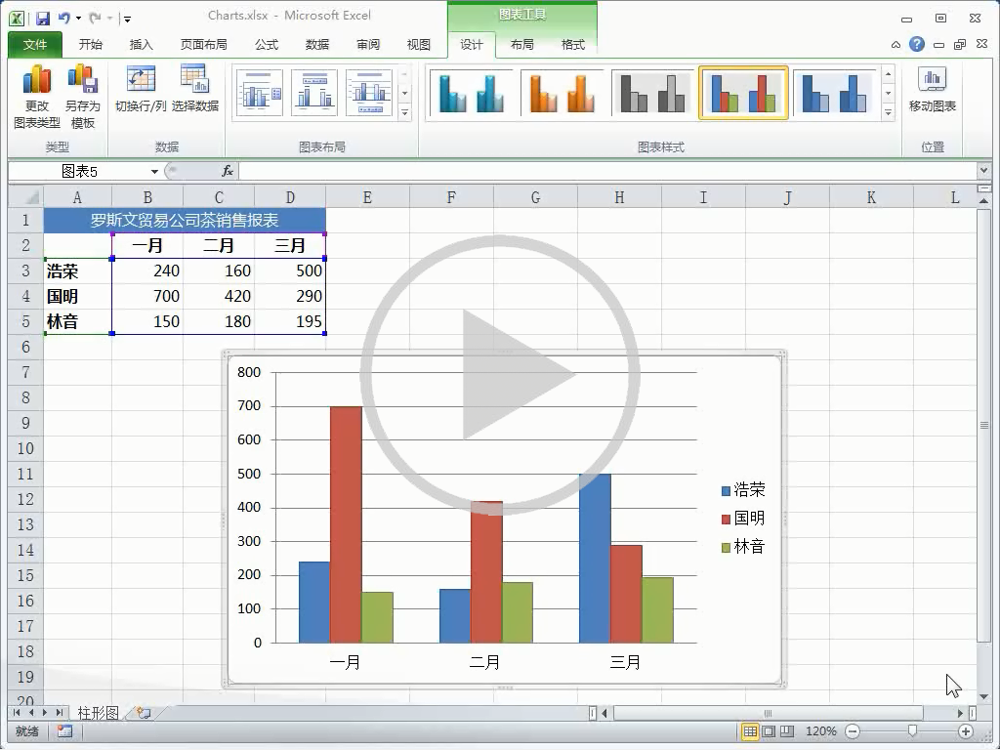 Charts.xlsx - Microsoft Excel
图表工具
文件 开始 插入 页面布局 公式 数据 审阅 视图 设计 布局 格式
更改
图表类型
另存为
模板
切换行/列 选择数据
移动图表
类型 数据 图表布局 图表样式 位置
图表5 fx
A B C D E F G H I J K L
1 罗斯文贸易公司茶销售报表
2 一月 二月 三月
3 浩荣 240 160 500
4 国明 700 420 290
5 林音 150 180 195
6
7
8
9
10
11
12
13
14
15
16
17
18
19
20
800
700
600
500
400
300
200
100
0
一月 二月 三月
浩荣
国明
林音
柱形图
就绪 120%